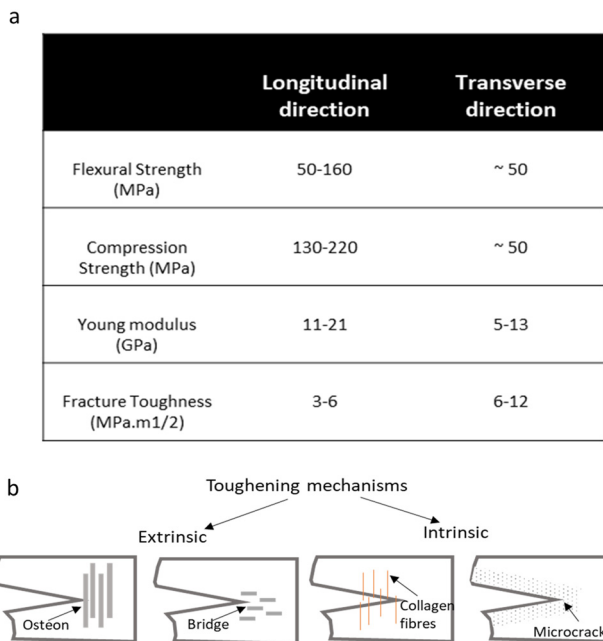 a
Longitudinal direction
Transverse direction
Flexural Strength (MPa)
50-160
~ 50
Compression Strength (MPa)
130-220
~ 50
Young modulus (GPa)
11-21
5-13
Fracture Toughness (MPa.m1/2)
3-6
6-12
b
Toughening mechanisms
Extrinsic
Intrinsic
Osteon
Bridge
Collagen fibres
Microcrack